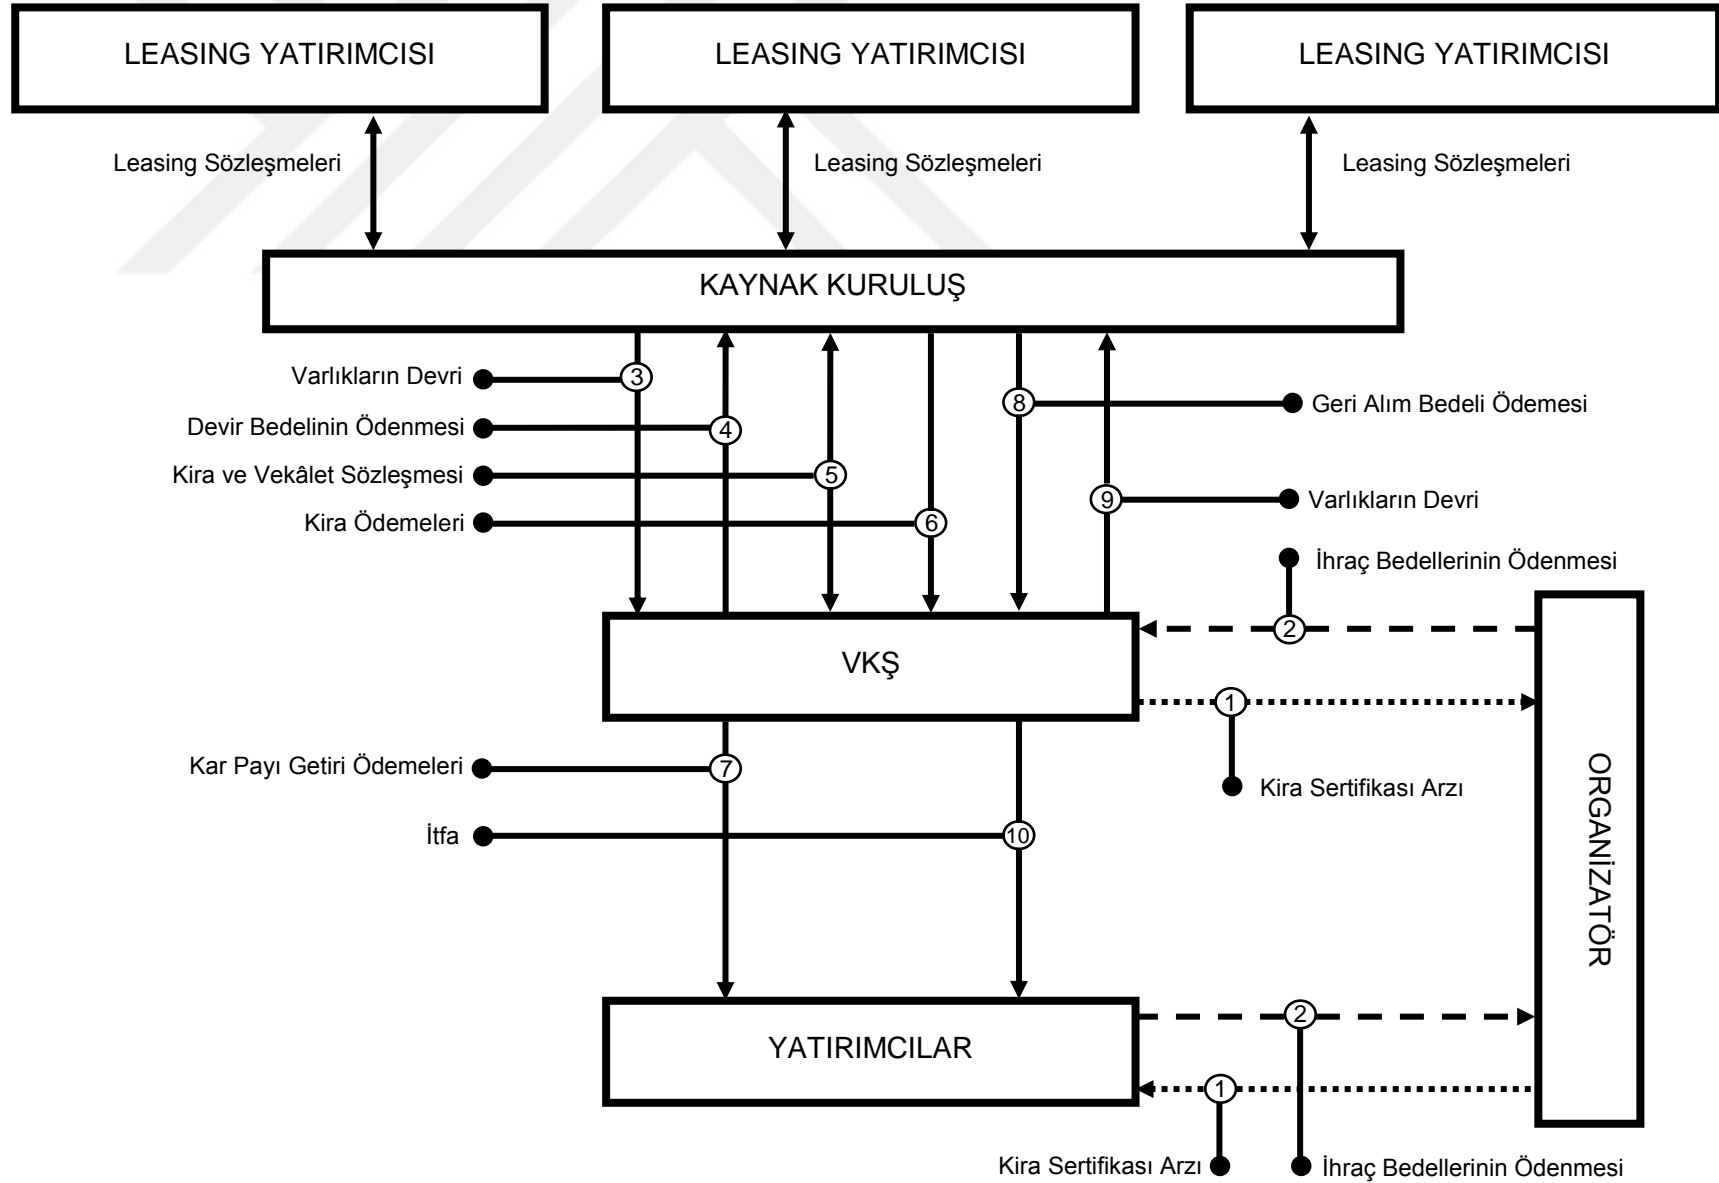 LEASING YATIRIMCISI
LEASING YATIRIMCISI
LEASING YATIRIMCISI
Leasing Sözleşmeleri
Leasing Sözleşmeleri
Leasing Sözleşmeleri
KAYNAK KURULUŞ
Varlıkların Devri
3
8
Geri Alım Bedeli Ödemesi
Devir Bedelinin Ödenmesi
4
Kira ve Vekâlet Sözleşmesi
5
9
Varlıkların Devri
Kira Ödemeleri
6
İhraç Bedellerinin Ödenmesi
2
VKŞ
1
Kar Payı Getiri Ödemeleri
7
Kira Sertifikası Arzı
İtfa
10
ORGANİZATÖR
2
YATIRIMCILAR
1
Kira Sertifikası Arzı
İhraç Bedellerinin Ödenmesi